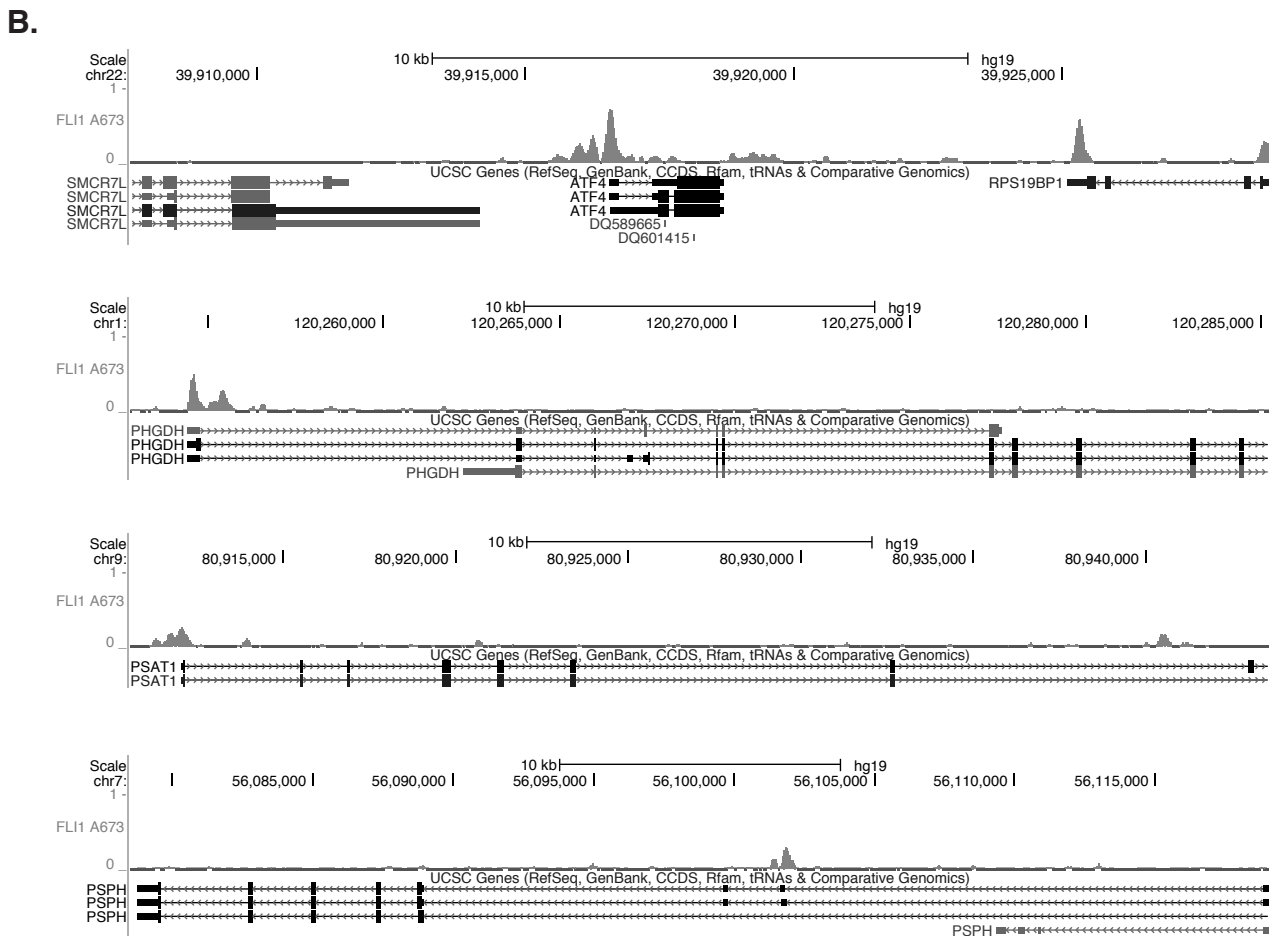 B.
Scale 10 kb hg19
chr22: 39,910,000 39,915,000 39,920,000 39,925,000
1 -
FLI1 A673
0 _
UCSC Genes (RefSeq, GenBank, CCDS, Rfam, tRNAs & Comparative Genomics)
SMCR7L ATF4 RPS19BP1
SMCR7L ATF4
SMCR7L ATF4
SMCR7L DQ589665
DQ601415
Scale 10 kb hg19
chr1: 120,260,000 120,265,000 120,270,000 120,275,000 120,280,000 120,285,000
1 -
FLI1 A673
0 _
UCSC Genes (RefSeq, GenBank, CCDS, Rfam, tRNAs & Comparative Genomics)
PHGDH
PHGDH
PHGDH
PHGDH
Scale 10 kb hg19
chr9: 80,915,000 80,920,000 80,925,000 80,930,000 80,935,000 80,940,000
1 -
FLI1 A673
0 _
UCSC Genes (RefSeq, GenBank, CCDS, Rfam, tRNAs & Comparative Genomics)
PSAT1
PSAT1
Scale 10 kb hg19
chr7: 56,085,000 56,090,000 56,095,000 56,100,000 56,105,000 56,110,000 56,115,000
1 -
FLI1 A673
0 _
UCSC Genes (RefSeq, GenBank, CCDS, Rfam, tRNAs & Comparative Genomics)
PSPH
PSPH
PSPH
PSPH